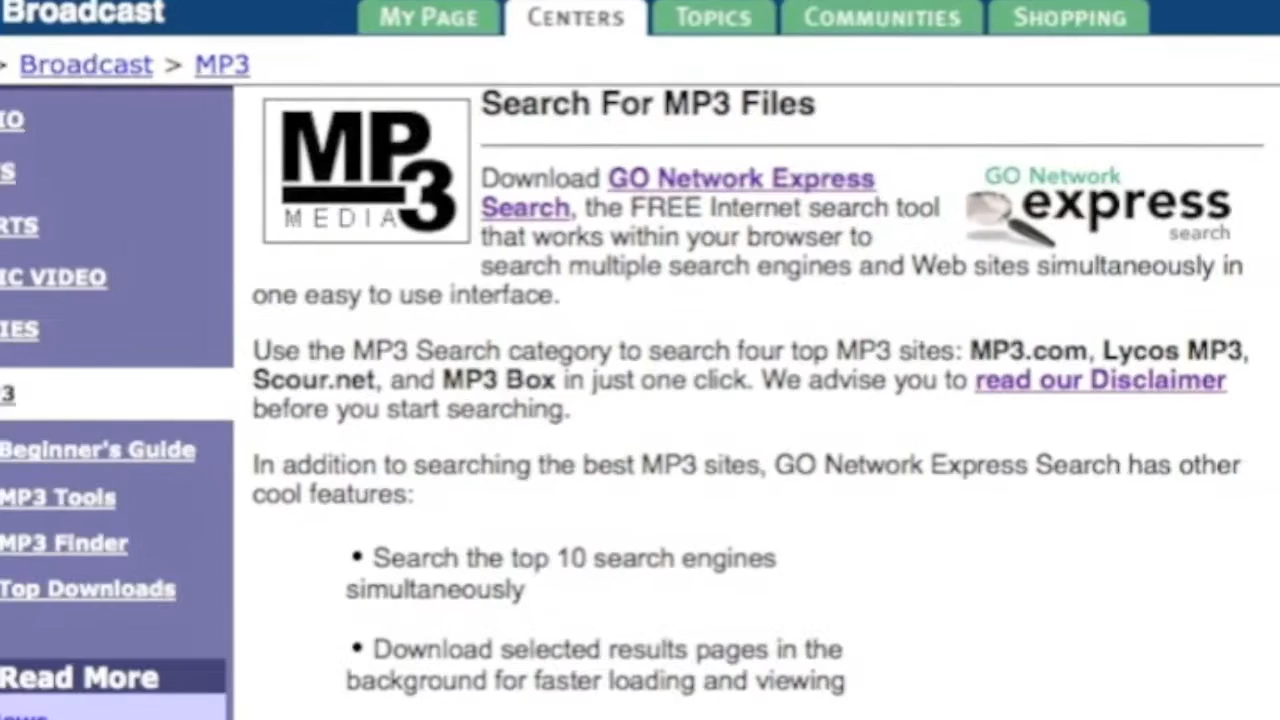 Broadcast
MY PAGE
CENTERS
TOPICS
COMMUNITIES
SHOPPING
> Broadcast > MP3
RTS
IC VIDEO
IES
3
Beginner's Guide
MP3 Tools
MP3 Finder
Top Downloads
Read More
MP3
MEDIA
Search For MP3 Files
Download GO Network Express
Search, the FREE Internet search tool
that works within your browser to
search multiple search engines and Web sites simultaneously in
one easy to use interface.
GO Network
express
search
Use the MP3 Search category to search four top MP3 sites: MP3.com, Lycos MP3,
Scour.net, and MP3 Box in just one click. We advise you to read our Disclaimer
before you start searching.
In addition to searching the best MP3 sites, GO Network Express Search has other
cool features:
• Search the top 10 search engines
simultaneously
• Download selected results pages in the
background for faster loading and viewing